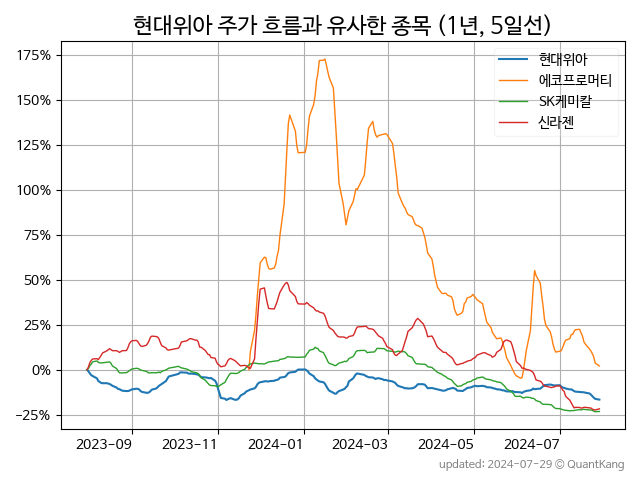 현대위아 주가 흐름과 유사한 종목 (1년, 5일선)
현대위아
에코프로머티
SK케미칼
신라젠
175%
150%
125%
100%
75%
50%
25%
0%
−25%
2023-09
2023-11
2024-01
2024-03
2024-05
2024-07
updated: 2024-07-29 © QuantKang